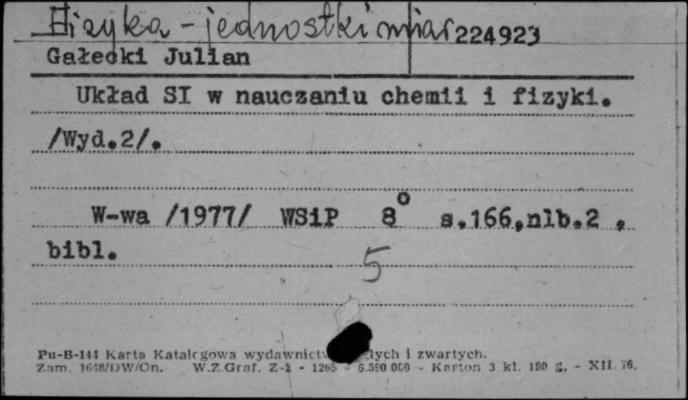 Fizyka - jednostki miar 224923
Gałecki Julian
Układ SI w nauczaniu chemii i fizyki.
/Wyd.2/.
W-wa /1977/ WSiP 8° s.166,nlb.2 ,
bibl.
5
Pu-B-144 Karta Katalogowa i zwartych.
Zam. 1648/DW/On. W.Z.Graf. Z-2 - 1265 - 6.590 000 - Karton 3 kl. 180 g. - XII 76.